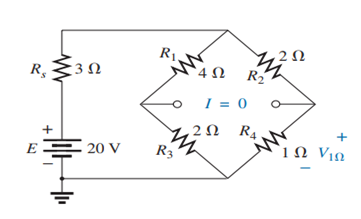 R₁ 2 Ω
Rₛ 3 Ω 4 Ω R₂
I = 0
+ 2 Ω R₄ +
E 20 V R₃ 1 Ω V₁Ω
− −